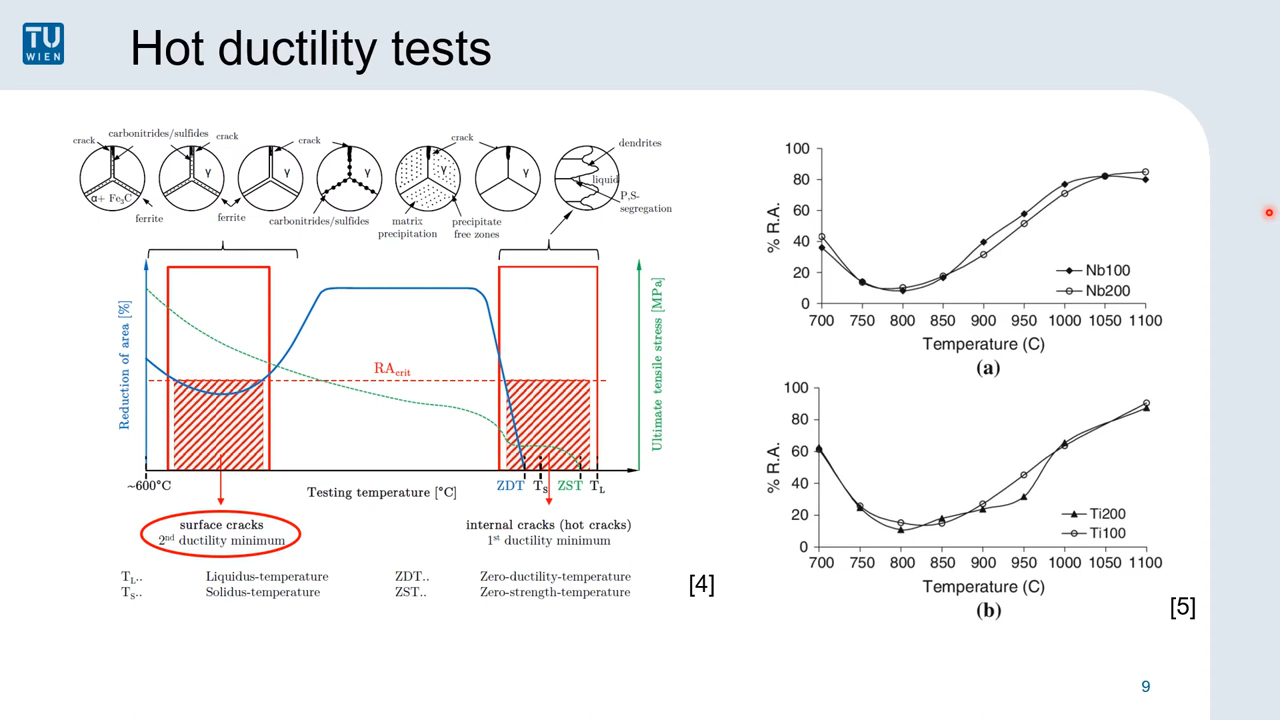 TU
WIEN
Hot ductility tests
crack
carbonitrides/sulfides
crack
crack
crack
dendrites
γ
γ
γ
γ
liquid
α+ Fe₃C
P,S-
segregation
ferrite
ferrite
carbonitrides/sulfides
matrix
precipitation
precipitate
free zones
Reduction of area [%]
Ultimate tensile stress [MPa]
RAcrit
~600°C
Testing temperature [°C]
ZDT
TS
ZST
TL
surface cracks
2nd ductility minimum
internal cracks (hot cracks)
1st ductility minimum
TL.. Liquidus-temperature ZDT.. Zero-ductility-temperature
TS.. Solidus-temperature ZST.. Zero-strength-temperature
[4]
100
80
60
40
20
0
% R.A.
Nb100
Nb200
700 750 800 850 900 950 1000 1050 1100
Temperature (C)
(a)
100
80
60
40
20
0
% R.A.
Ti200
Ti100
700 750 800 850 900 950 1000 1050 1100
Temperature (C)
(b)
[5]
9